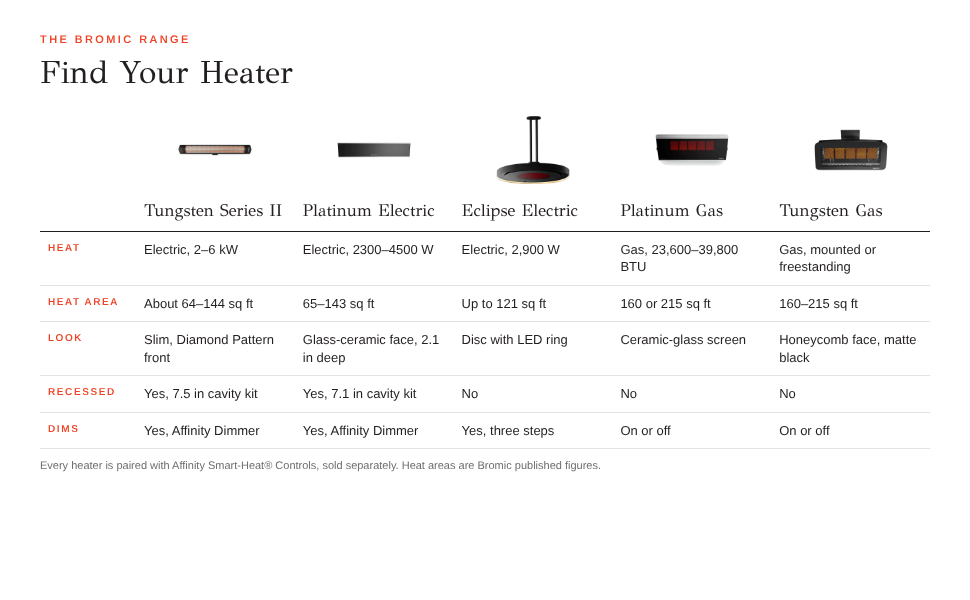 THE BROMIC RANGE
Find Your Heater
Tungsten Series II Platinum Electric Eclipse Electric Platinum Gas Tungsten Gas
HEAT Electric, 2–6 kW Electric, 2300–4500 W Electric, 2,900 W Gas, 23,600–39,800 Gas, mounted or
BTU freestanding
HEAT AREA About 64–144 sq ft 65–143 sq ft Up to 121 sq ft 160 or 215 sq ft 160–215 sq ft
LOOK Slim, Diamond Pattern Glass-ceramic face, 2.1 Disc with LED ring Ceramic-glass screen Honeycomb face, matte
front in deep black
RECESSED Yes, 7.5 in cavity kit Yes, 7.1 in cavity kit No No No
DIMS Yes, Affinity Dimmer Yes, Affinity Dimmer Yes, three steps On or off On or off
Every heater is paired with Affinity Smart-Heat® Controls, sold separately. Heat areas are Bromic published figures.